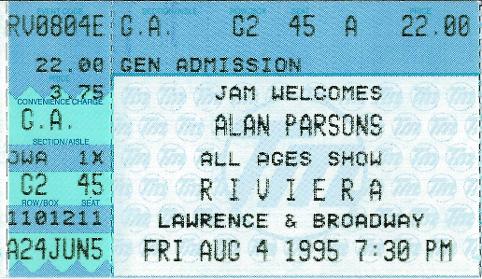 RV0804E G.A. G2 45 A 22.00
22.00 GEN ADMISSION
3.75 JAM WELCOMES
CONVENIENCE CHARGE
G.A. ALAN PARSONS
SECTION/AISLE
OWA 1X ALL AGES SHOW
G2 45 RIVIERA
ROW/BOX SEAT
1101211 LAWRENCE & BROADWAY
A24JUN5 FRI AUG 4 1995 7:30 PM